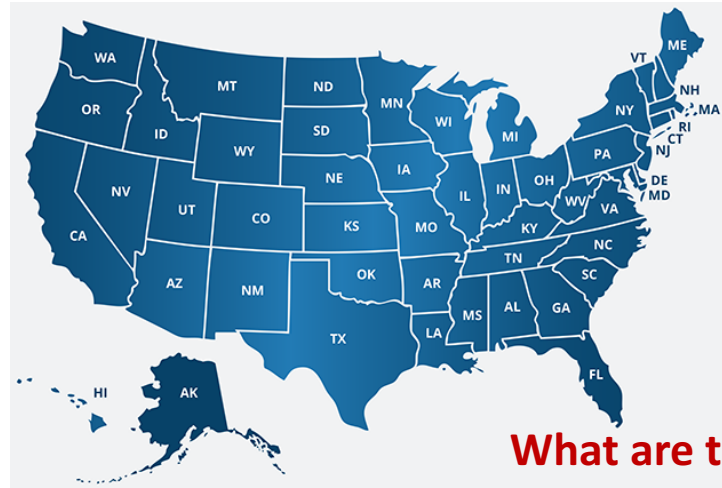 WA
MT
ND
MN
WI
MI
VT
ME
NH
MA
RI
CT
NY
NJ
PA
DE
MD
OR
ID
WY
SD
IA
NE
IL
IN
OH
WV
VA
NV
UT
CO
KS
MO
KY
CA
AZ
NM
OK
AR
TN
NC
SC
TX
LA
MS
AL
GA
FL
HI
AK
What are t